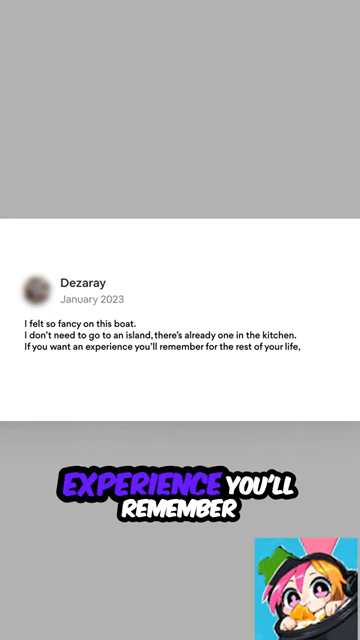 Dezaray
January 2023
I felt so fancy on this boat.
I don't need to go to an island, there's already one in the kitchen.
If you want an experience you'll remember for the rest of your life,
EXPERIENCE YOU'LL
REMEMBER